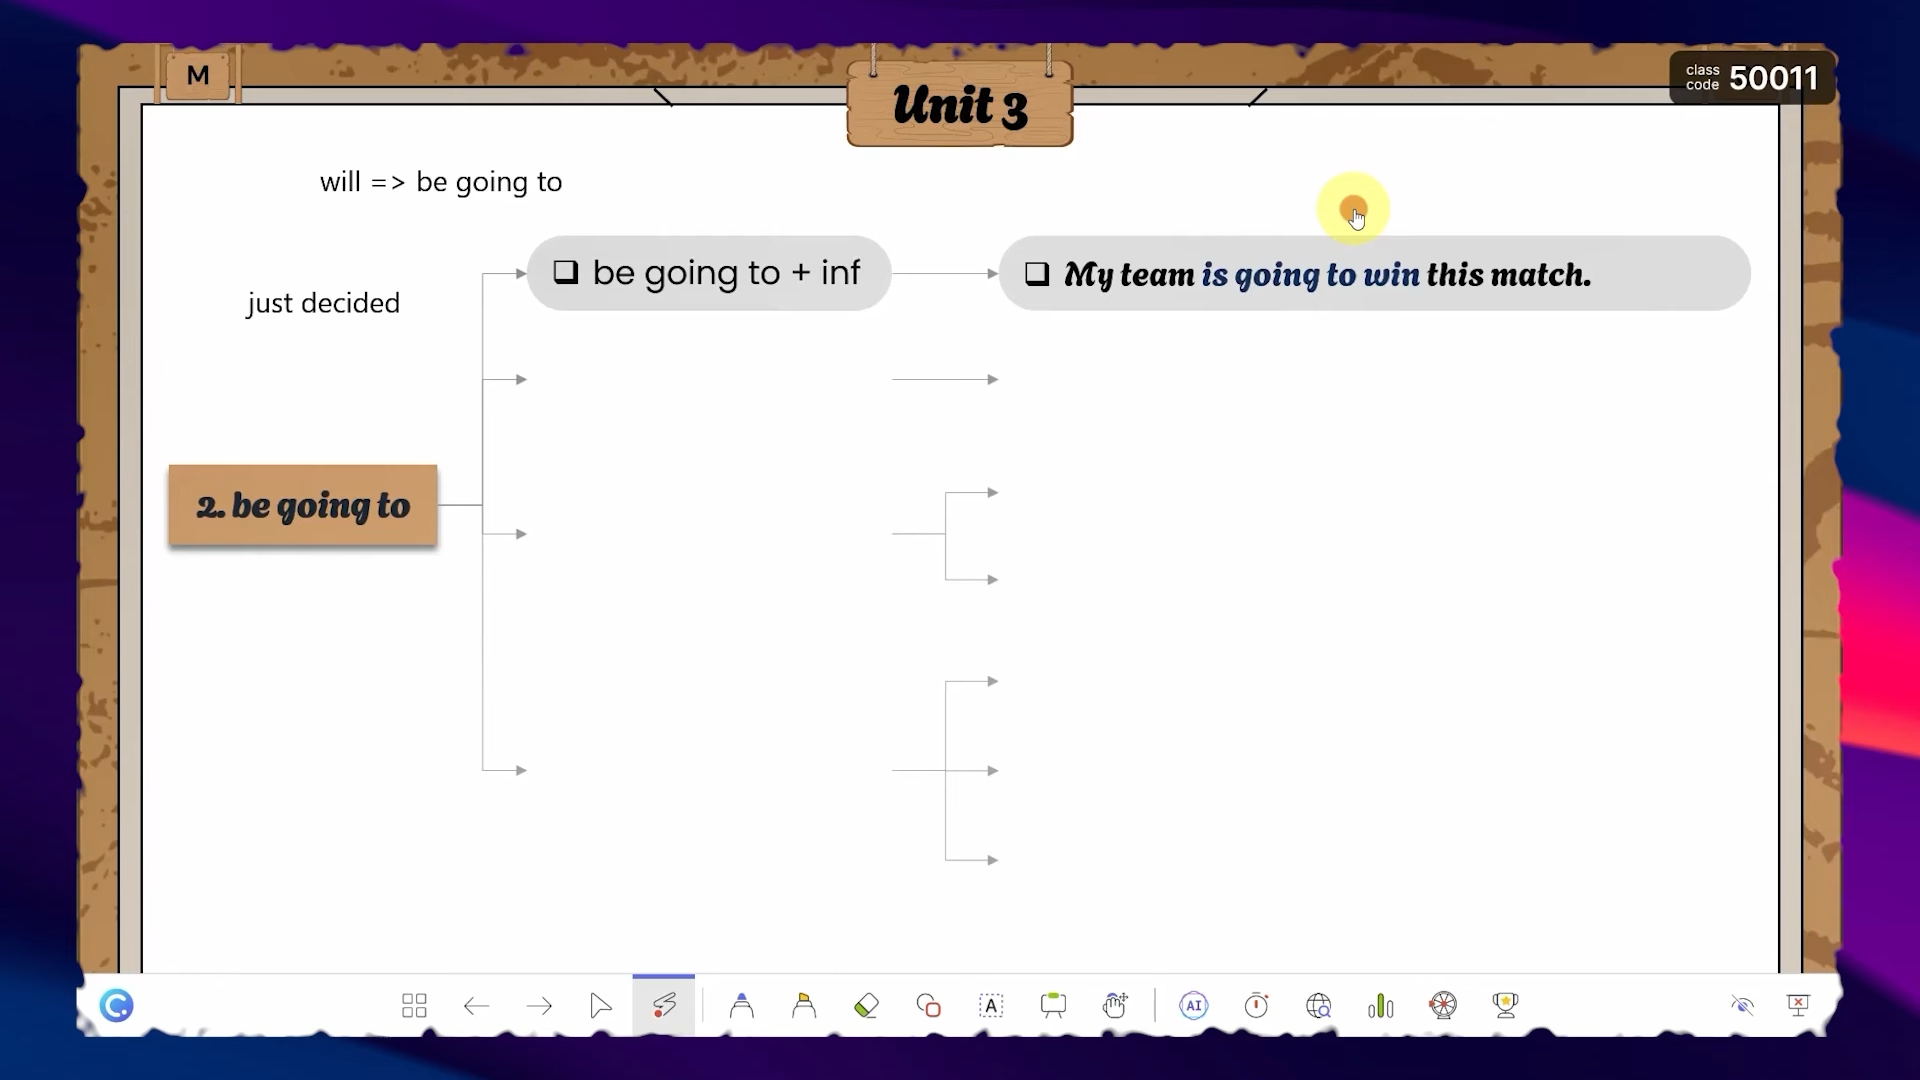 M
Unit 3
class code 50011
will => be going to
❑ be going to + inf
❑ My team is going to win this match.
just decided
2. be going to
A
AI